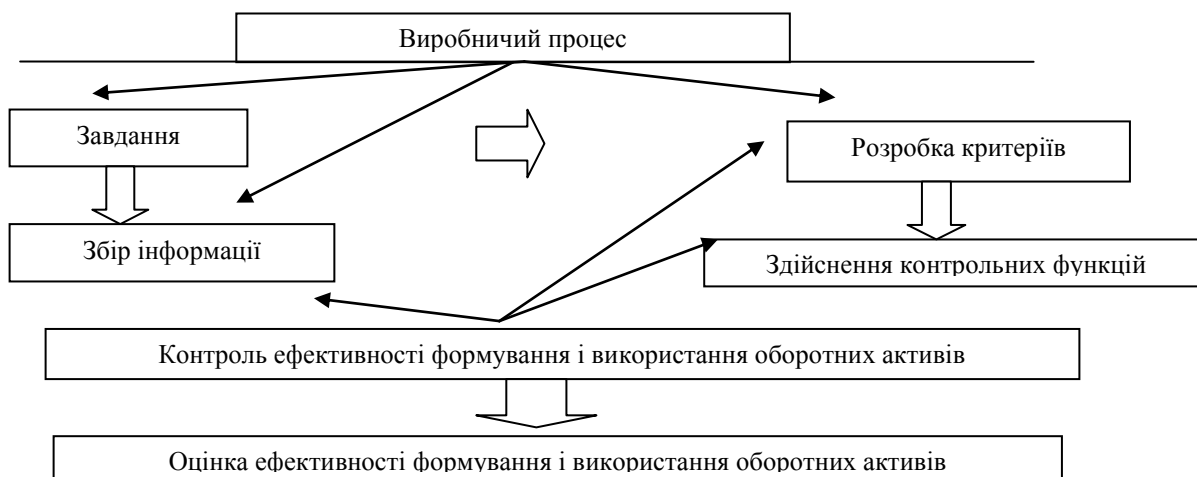 Виробничий процес
Завдання
Розробка критеріїв
Збір інформації
Здійснення контрольних функцій
Контроль ефективності формування і використання оборотних активів
Оцінка ефективності формування і використання оборотних активів